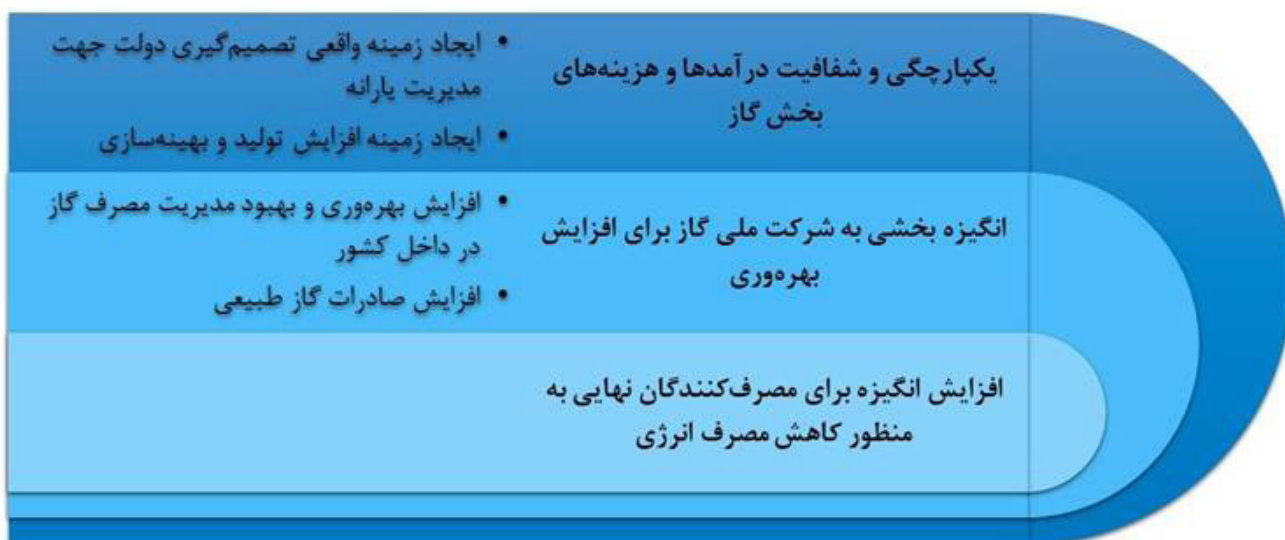 یکپارچگی و شفافیت درآمدها و هزینه‌های
بخش گاز
• ایجاد زمینه واقعی تصمیم‌گیری دولت جهت
مدیریت یارانه
• ایجاد زمینه افزایش تولید و بهینه‌سازی
انگیزه بخشی به شرکت ملی گاز برای افزایش
بهره‌وری
• افزایش بهره‌وری و بهبود مدیریت مصرف گاز
در داخل کشور
• افزایش صادرات گاز طبیعی
افزایش انگیزه برای مصرف‌کنندگان نهایی به
منظور کاهش مصرف انرژی